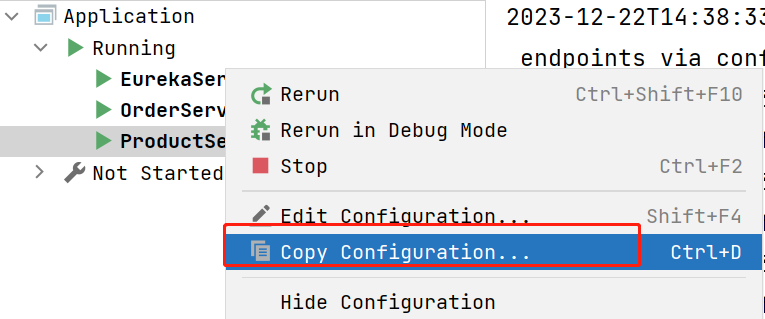 Application
Running
EurekaSer
OrderServ
ProductSe
Not Started
2023-12-22T14:38:33
endpoints via conf
Rerun Ctrl+Shift+F10
Rerun in Debug Mode
Stop Ctrl+F2
Edit Configuration... Shift+F4
Copy Configuration... Ctrl+D
Hide Configuration